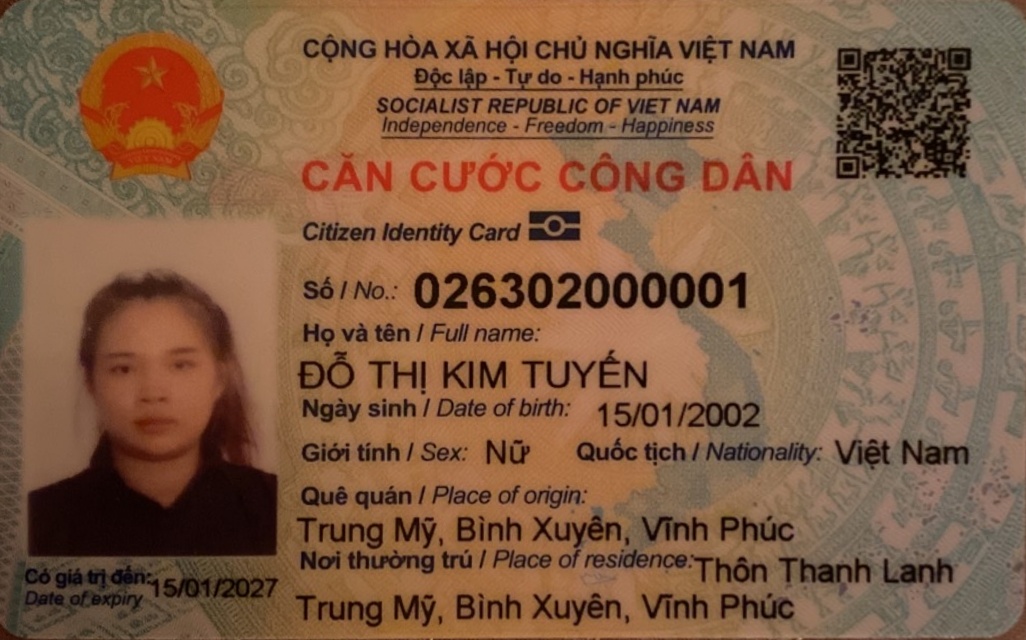 CỘNG HÒA XÃ HỘI CHỦ NGHĨA VIỆT NAM
Độc lập - Tự do - Hạnh phúc
SOCIALIST REPUBLIC OF VIET NAM
Independence - Freedom - Happiness
CĂN CƯỚC CÔNG DÂN
Citizen Identity Card
Số / No.: 026302000001
Họ và tên / Full name:
ĐỖ THỊ KIM TUYẾN
Ngày sinh / Date of birth: 15/01/2002
Giới tính / Sex: Nữ Quốc tịch / Nationality: Việt Nam
Quê quán / Place of origin:
Trung Mỹ, Bình Xuyên, Vĩnh Phúc
Nơi thường trú / Place of residence: Thôn Thanh Lanh
Trung Mỹ, Bình Xuyên, Vĩnh Phúc
Có giá trị đến: 15/01/2027
Date of expiry
VIỆT NAM